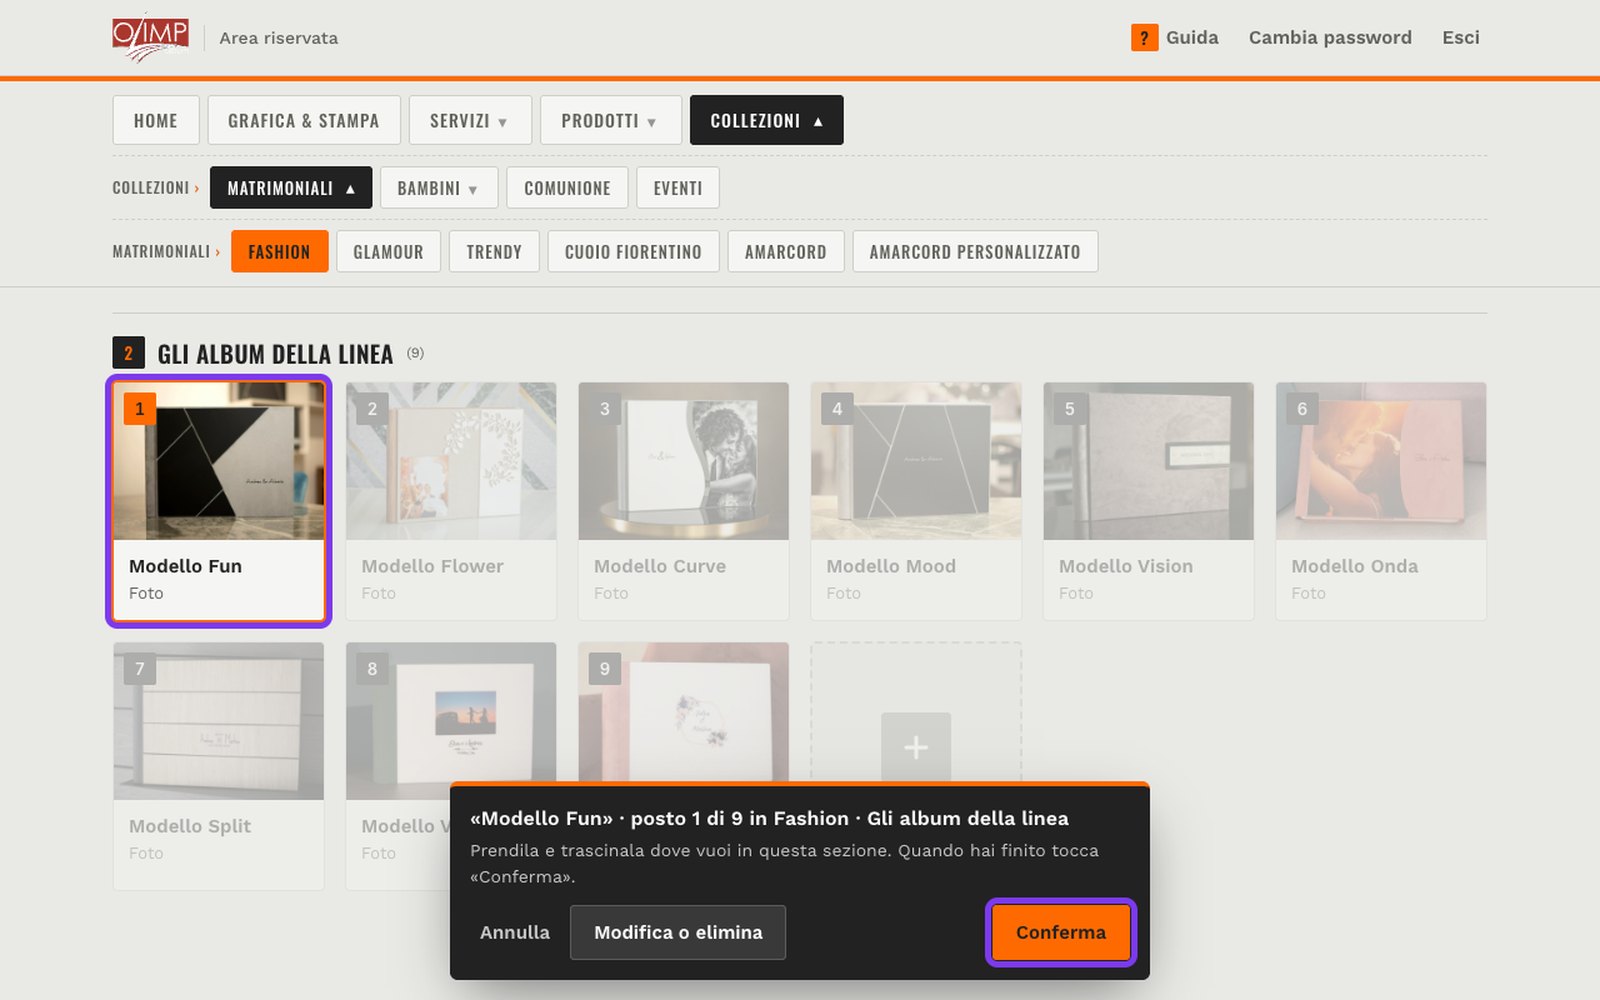 OLIMP
Area riservata
? Guida
Cambia password
Esci
HOME
GRAFICA & STAMPA
SERVIZI ▼
PRODOTTI ▼
COLLEZIONI ▲
COLLEZIONI ›
MATRIMONIALI ▲
BAMBINI ▼
COMUNIONE
EVENTI
MATRIMONIALI ›
FASHION
GLAMOUR
TRENDY
CUOIO FIORENTINO
AMARCORD
AMARCORD PERSONALIZZATO
2 GLI ALBUM DELLA LINEA (9)
1
Modello Fun
Foto
2
Modello Flower
Foto
3
Modello Curve
Foto
4
Modello Mood
Foto
5
Modello Vision
Foto
6
Modello Onda
Foto
7
Modello Split
Foto
8
Modello
Foto
9
+
«Modello Fun» · posto 1 di 9 in Fashion · Gli album della linea
Prendila e trascinala dove vuoi in questa sezione. Quando hai finito tocca
«Conferma».
Annulla
Modifica o elimina
Conferma